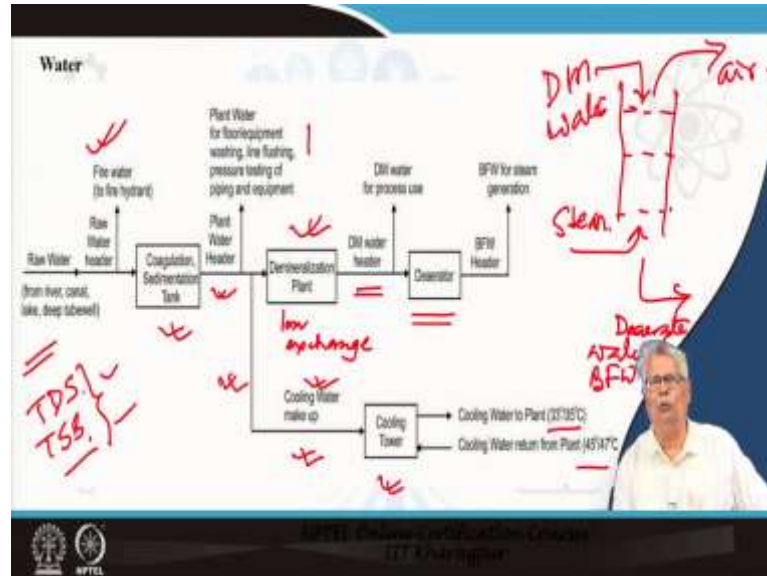 Water
DM
Water
air
Steam.
Deaerate
Water
BFW
Plant Water
for floor/equipment
washing, line flushing,
pressure testing of
piping and equipment
Fire water
(to fire hydrant)
DM water
for process use
BFW for steam
generation
Raw
Water
header
Plant
Water
Header
DM water
header
BFW
Header
Raw Water
(from river, canal,
lake, deep tubewell)
Coagulation,
Sedimentation
Tank
Demineralization
Plant
Deaerator
Ion
exchange
TDS
TSS.
Cooling Water
make up
Cooling
Tower
Cooling Water to Plant (33°/35°C)
Cooling Water return from Plant (45°/47°C
NPTEL Online Certification Courses
IIT Kharagpur
NPTEL